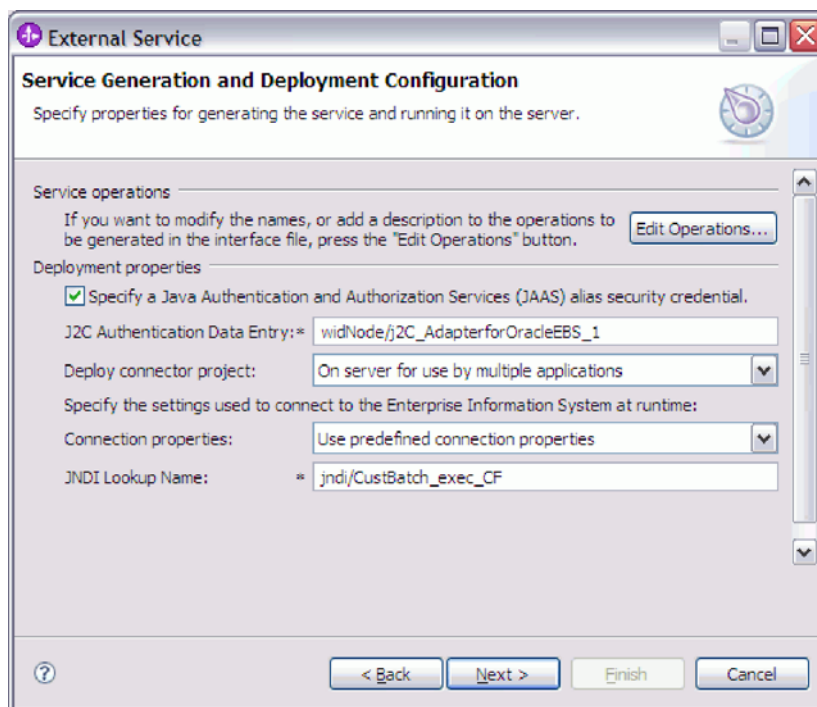 External Service
Service Generation and Deployment Configuration
Specify properties for generating the service and running it on the server.
Service operations
If you want to modify the names, or add a description to the operations to
be generated in the interface file, press the "Edit Operations" button.
Edit Operations...
Deployment properties
Specify a Java Authentication and Authorization Services (JAAS) alias security credential.
J2C Authentication Data Entry:* widNode/j2C_AdapterforOracleEBS_1
Deploy connector project: On server for use by multiple applications
Specify the settings used to connect to the Enterprise Information System at runtime:
Connection properties: Use predefined connection properties
JNDI Lookup Name: * jndi/CustBatch_exec_CF
? < Back Next > Finish Cancel